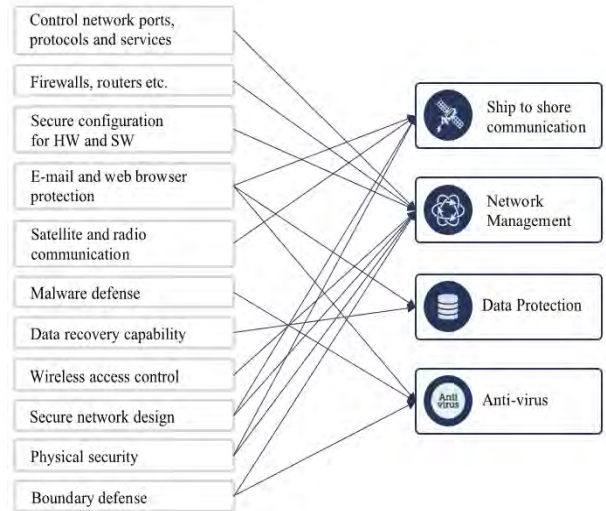 Control network ports,
protocols and services
Firewalls, routers etc.
Secure configuration
for HW and SW
E-mail and web browser
protection
Satellite and radio
communication
Malware defense
Data recovery capability
Wireless access control
Secure network design
Physical security
Boundary defense
Ship to shore
communication
N
Network
Management
Data Protection
Anti
virus
Anti-virus